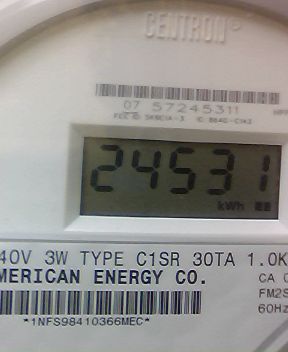 CENTRON®
07 57245311
24531
kWh
40V 3W TYPE C1SR 30TA 1.0K
MERICAN ENERGY CO.
CA
FM2S
60Hz
*1NFS98410366MEC*